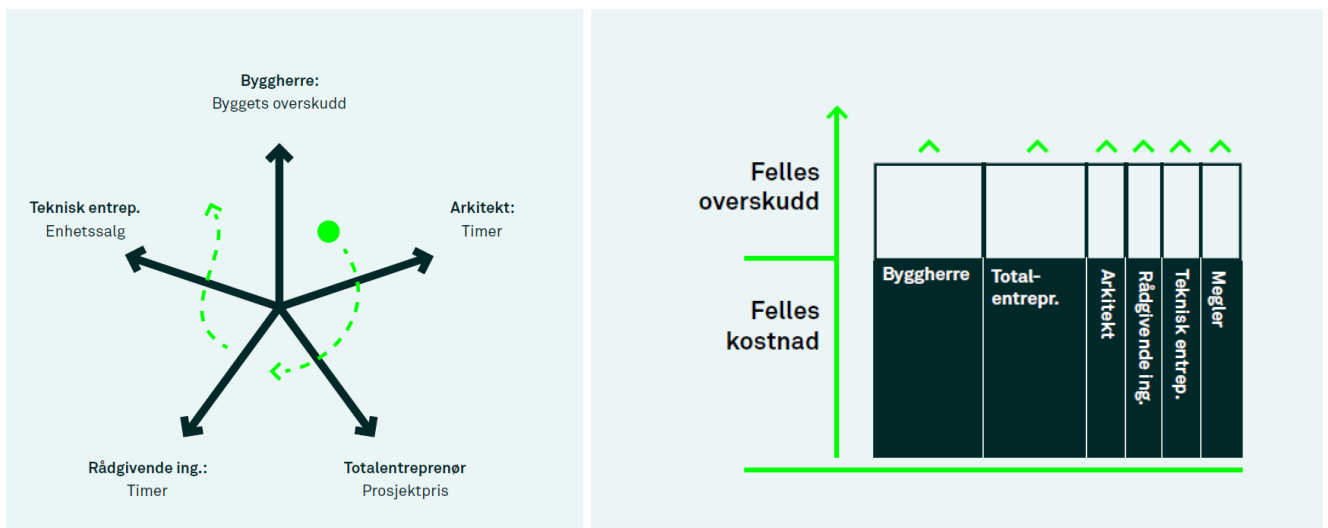 Byggherre:
Byggets overskudd
Teknisk entrep.
Enhetssalg
Arkitekt:
Timer
Rådgivende ing.:
Timer
Totalentreprenør
Prosjektpris
Felles
overskudd
Felles
kostnad
Byggherre
Total-
entrepr.
Arkitekt
Rådgivende ing.
Teknisk entrep.
Megler